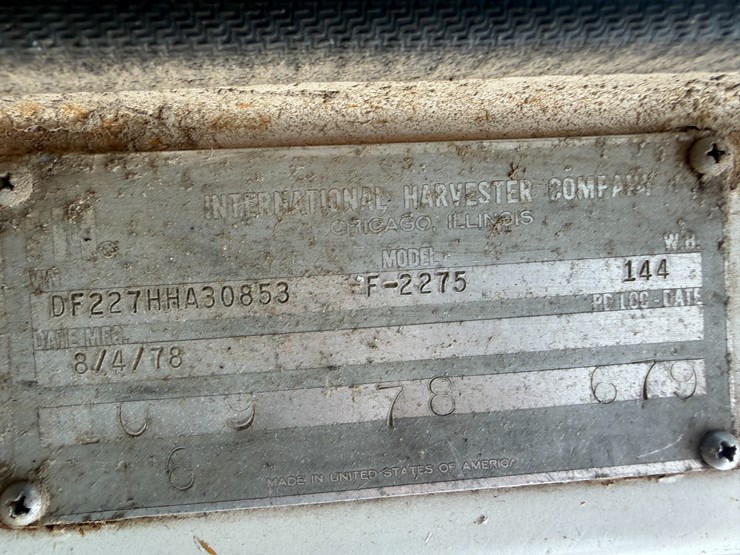 INTERNATIONAL HARVESTER COMPANY
CHICAGO, ILLINOIS
MODEL W.B.
DF227HHA30853 F-2275 144
DATE MFG.
8/4/78
78 679
6
MADE IN UNITED STATES OF AMERICA